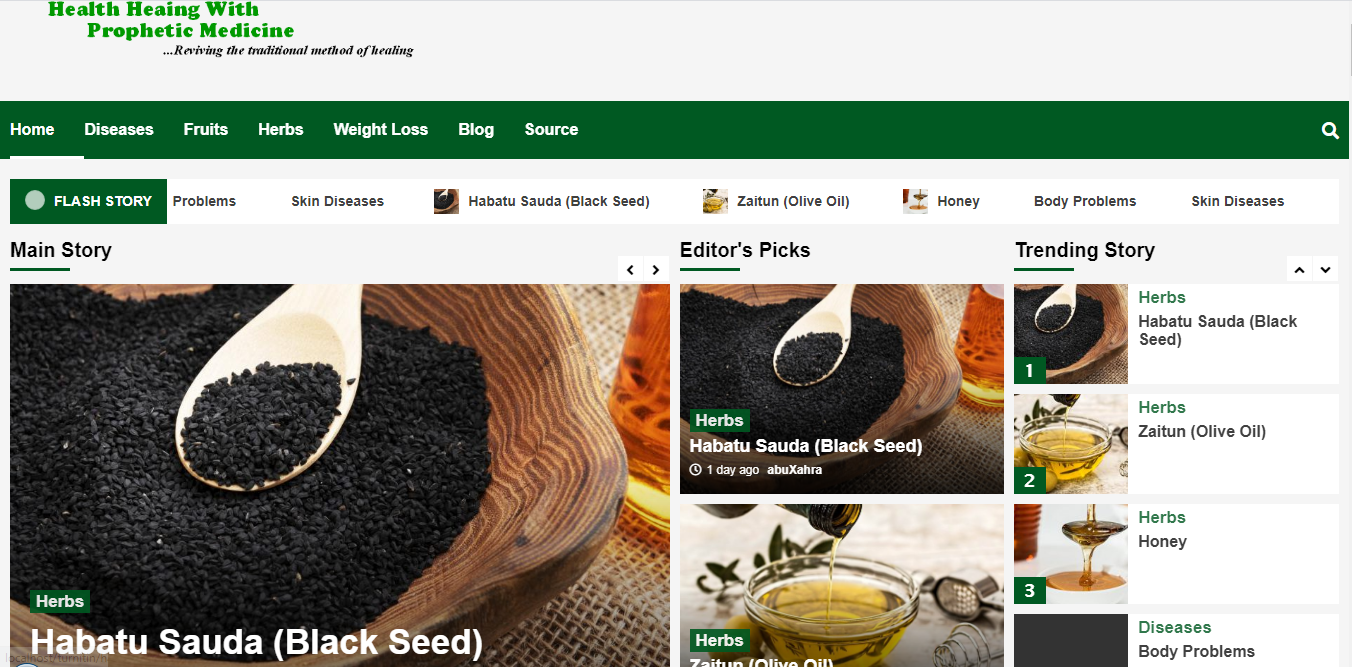 Health Heaing With
Prophetic Medicine
...Reviving the traditional method of healing
Home Diseases Fruits Herbs Weight Loss Blog Source
FLASH STORY Problems Skin Diseases Habatu Sauda (Black Seed) Zaitun (Olive Oil) Honey Body Problems Skin Diseases
Main Story
Herbs
Habatu Sauda (Black Seed)
Editor's Picks
Herbs
Habatu Sauda (Black Seed)
1 day ago abuXahra
Herbs
Zaitun (Olive Oil)
Trending Story
Herbs
Habatu Sauda (Black
Seed)
1
Herbs
Zaitun (Olive Oil)
2
Herbs
Honey
3
Diseases
Body Problems